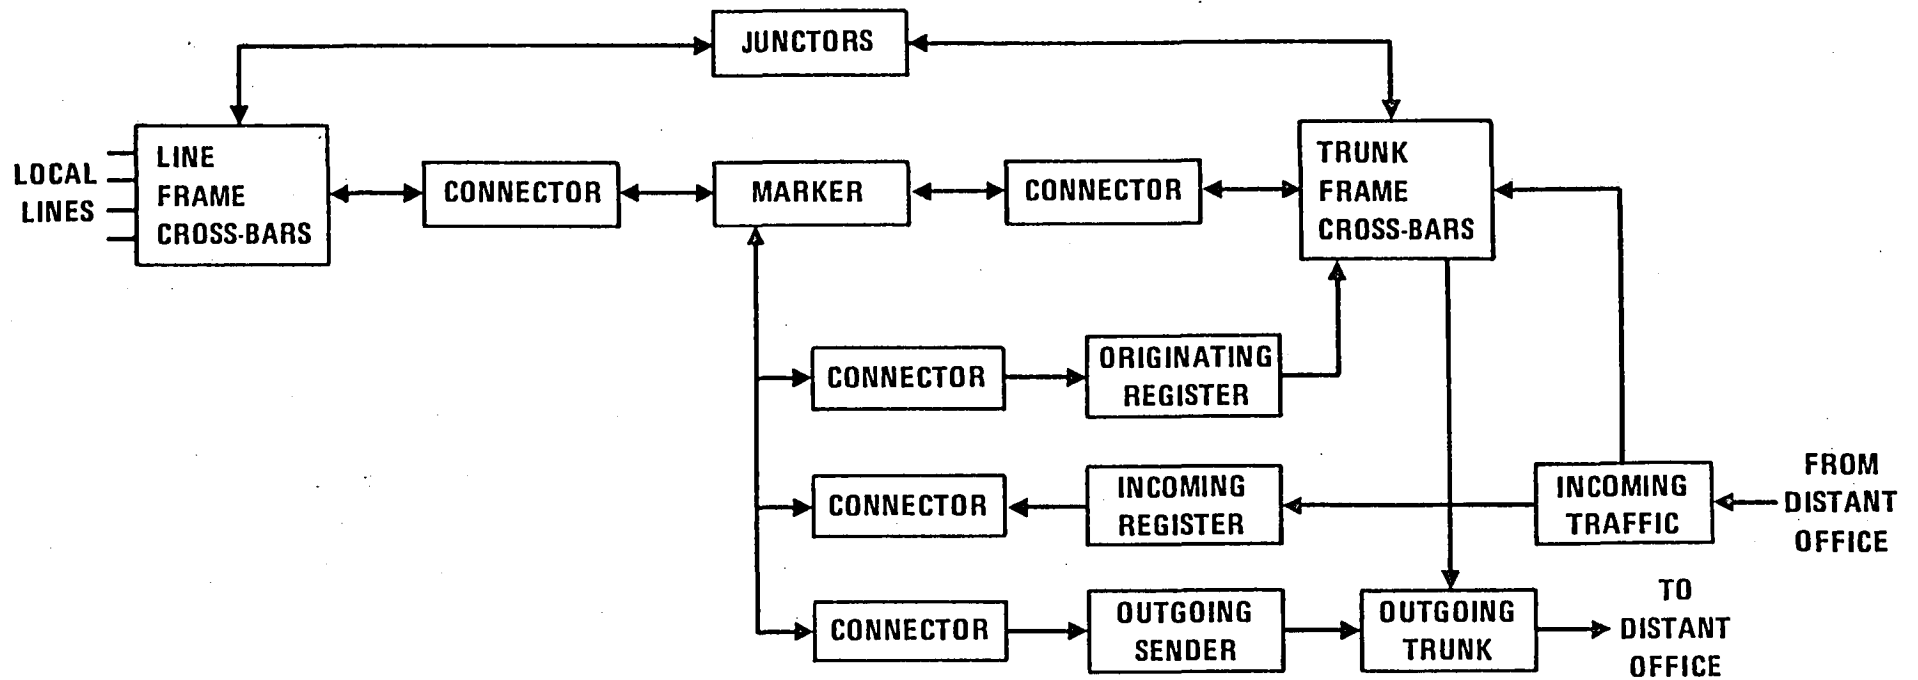 JUNCTORS
LOCAL
LINES
LINE
FRAME
CROSS-BARS
CONNECTOR
MARKER
CONNECTOR
TRUNK
FRAME
CROSS-BARS
CONNECTOR
ORIGINATING
REGISTER
CONNECTOR
INCOMING
REGISTER
INCOMING
TRAFFIC
FROM
DISTANT
OFFICE
CONNECTOR
OUTGOING
SENDER
OUTGOING
TRUNK
TO
DISTANT
OFFICE